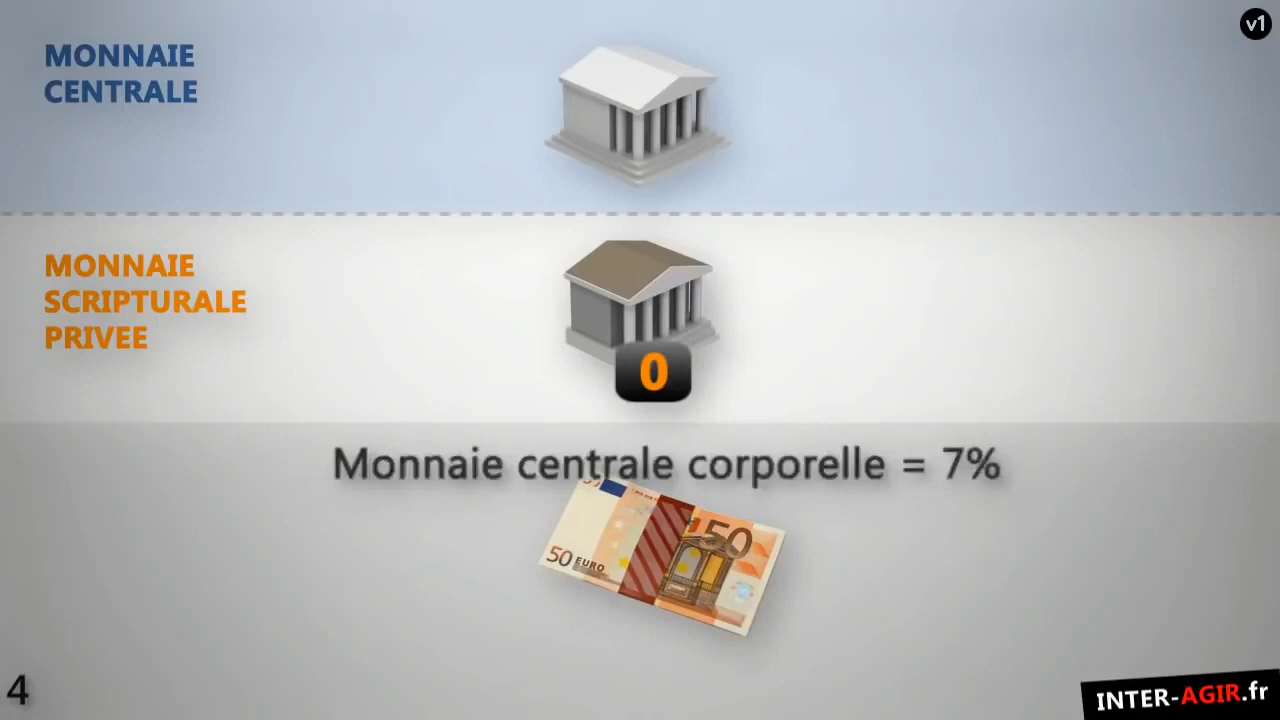 v1
MONNAIE
CENTRALE
MONNAIE
SCRIPTURALE
PRIVEE
0
Monnaie centrale corporelle = 7%
50
50 EURO
4
INTER-AGIR.fr